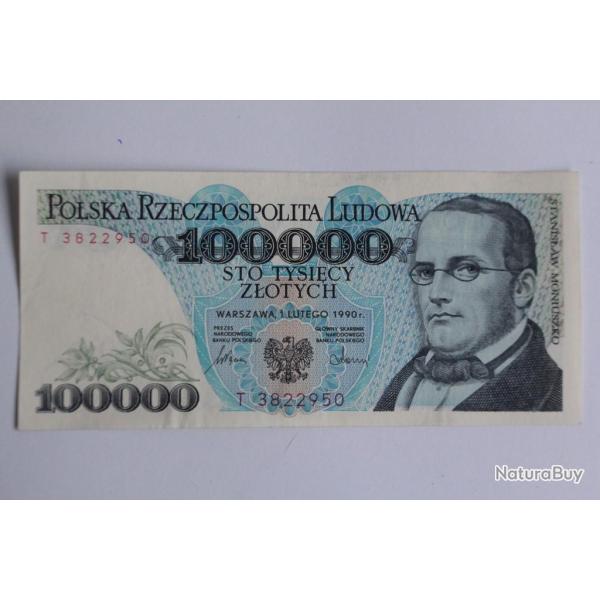 POLSKA RZECZPOSPOLITA LUDOWA
T 3822950
100000
STO TYSIĘCY
ZŁOTYCH
WARSZAWA, 1 LUTEGO 1990 r.
PREZES
NARODOWEGO
BANKU POLSKIEGO
GŁÓWNY SKARBNIK
NARODOWEGO
BANKU POLSKIEGO
100000
T 3822950
STANISŁAW MONIUSZKO
NaturaBuy